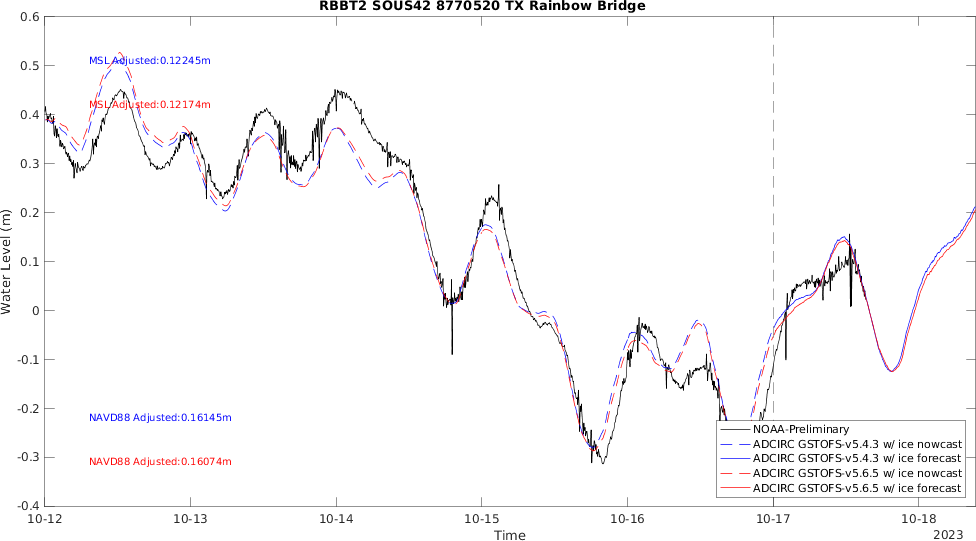 RBBT2 SOUS42 8770520 TX Rainbow Bridge
0.6
0.5
0.4
0.3
0.2
0.1
0
-0.1
-0.2
-0.3
-0.4
Water Level (m)
MSL Adjusted:0.12245m
MSL Adjusted:0.12174m
NAVD88 Adjusted:0.16145m
NAVD88 Adjusted:0.16074m
NOAA-Preliminary
ADCIRC GSTOFS-v5.4.3 w/ ice nowcast
ADCIRC GSTOFS-v5.4.3 w/ ice forecast
ADCIRC GSTOFS-v5.6.5 w/ ice nowcast
ADCIRC GSTOFS-v5.6.5 w/ ice forecast
10-12 10-13 10-14 10-15 10-16 10-17 10-18
Time
2023